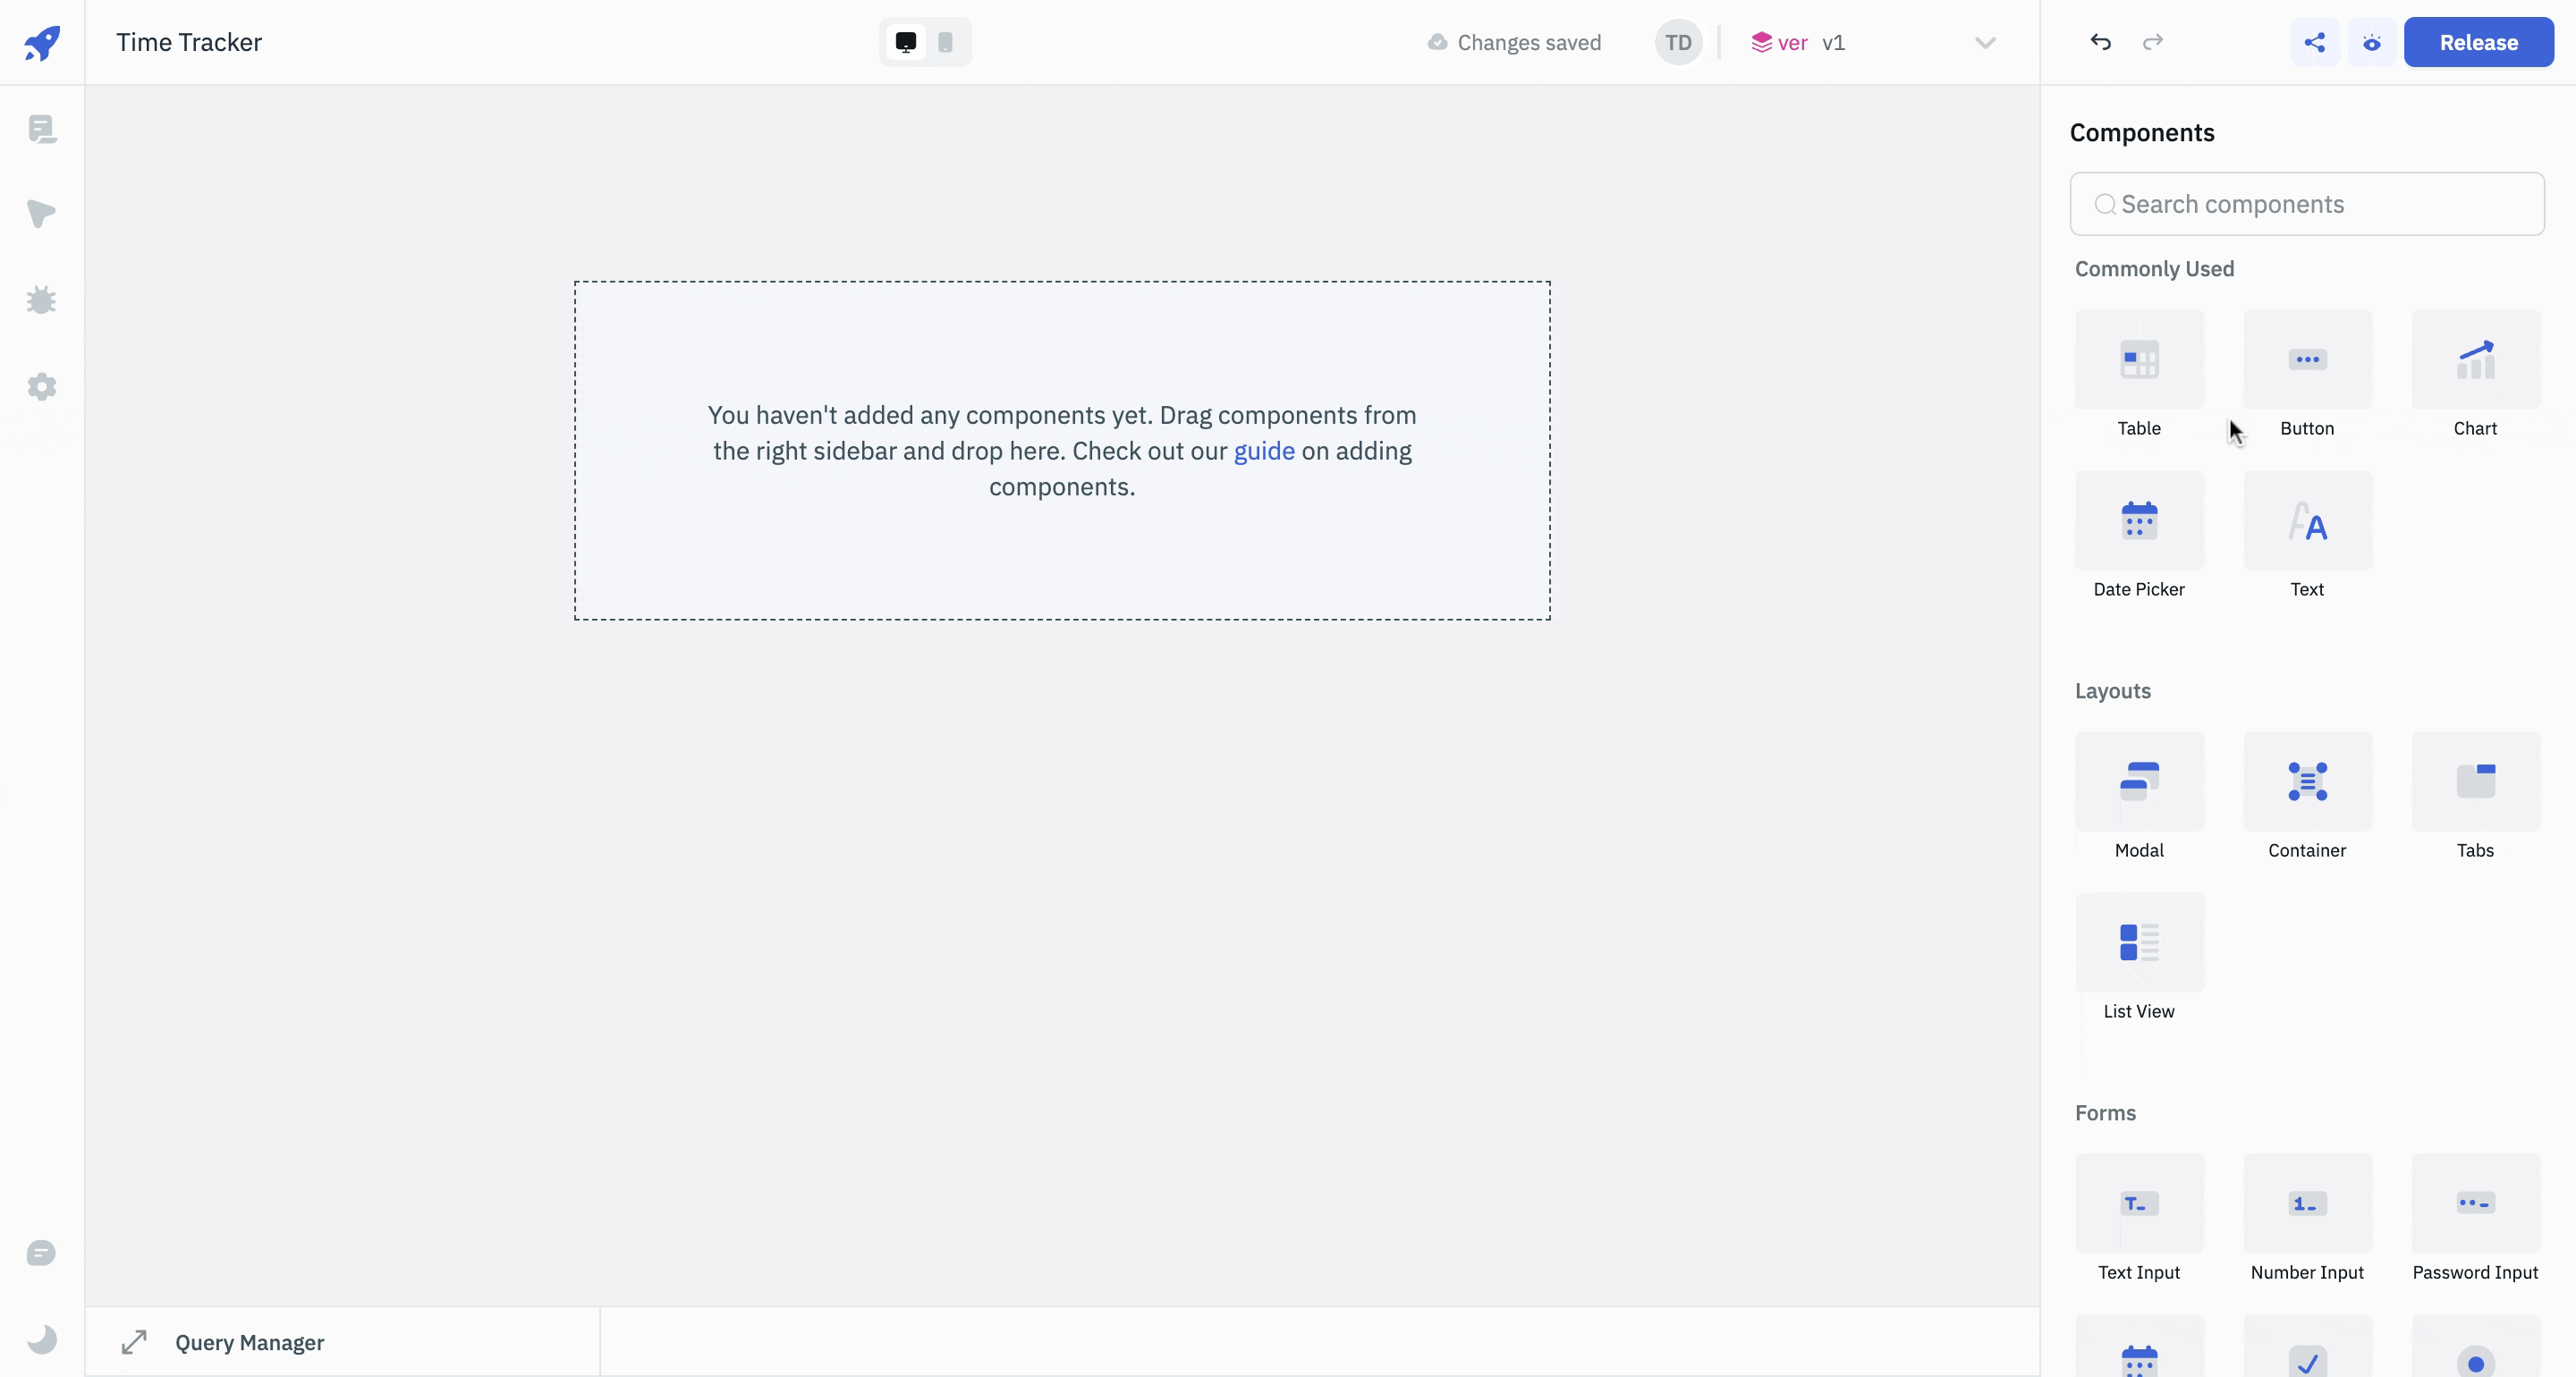 Time Tracker
Changes saved
TD
ver v1
Release
Components
Search components
Commonly Used
Table
Button
Chart
Date Picker
Text
You haven't added any components yet. Drag components from
the right sidebar and drop here. Check out our guide on adding
components.
Layouts
Modal
Container
Tabs
List View
Forms
Text Input
Number Input
Password Input
Query Manager